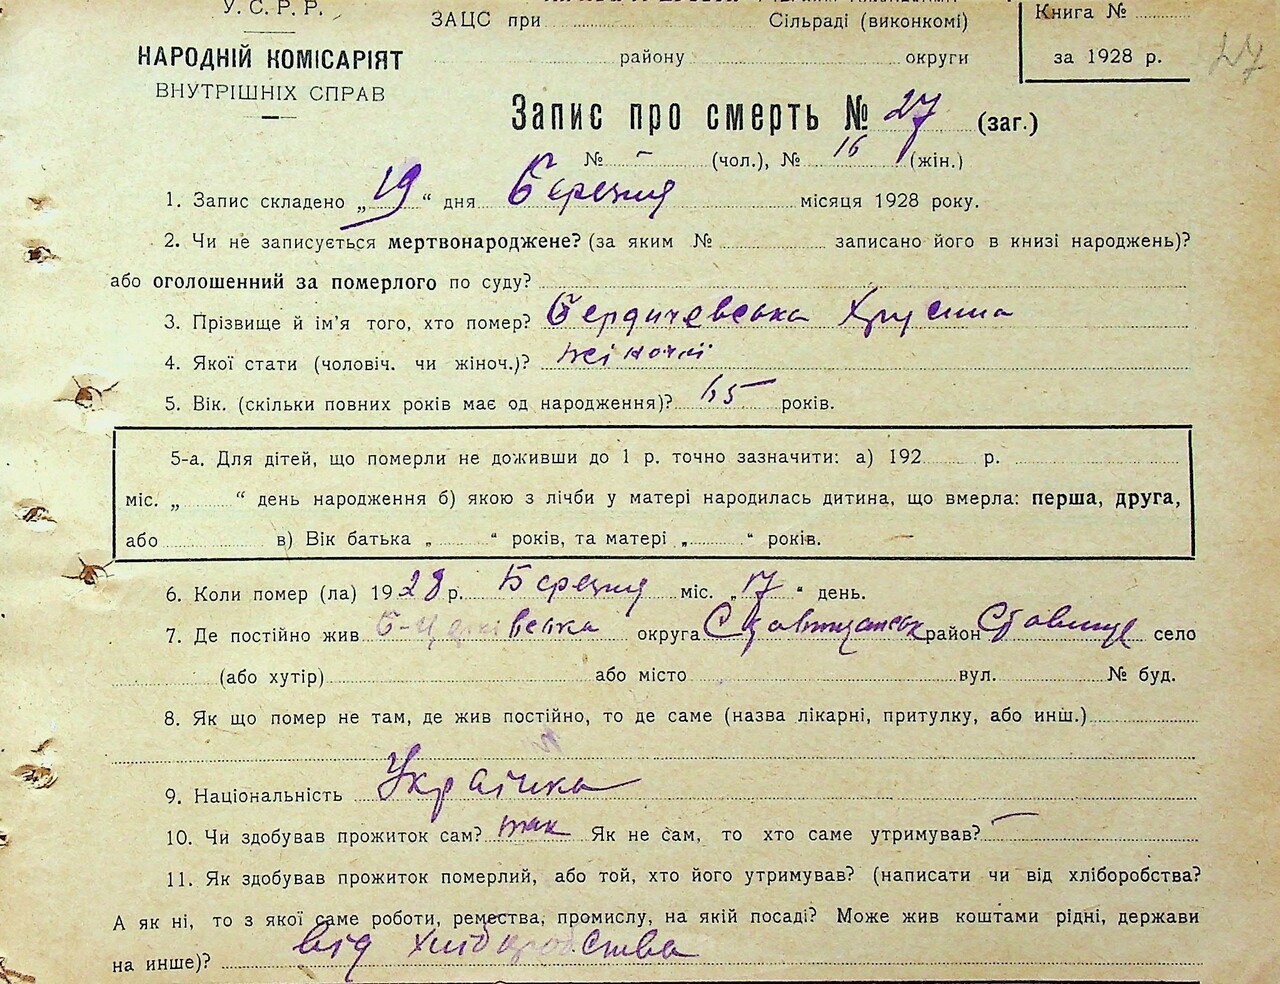 У.С.Р.Р.
ЗАЦС при Сільраді (виконкомі)
району округи
Книга №
за 1928 р.
27
НАРОДНІЙ КОМІСАРІЯТ
ВНУТРІШНІХ СПРАВ
Запис про смерть № 27 (заг.)
№ - (чол.), № 16 (жін.)
1. Запис складено „19“ дня Березня місяця 1928 року.
2. Чи не записується мертвонароджене? (за яким № записано його в книзі народжень)?
або оголошенний за померлого по суду?
3. Прізвище й ім'я того, хто помер? Бердичевська Хрусина
4. Якої стати (чоловіч. чи жіноч.)? жіночої
5. Вік. (скільки повних років має од народження)? 65 років.
5-а. Для дітей, що померли не доживши до 1 р. точно зазначити: а) 192 р.
міс. „ “ день народження б) якою з лічби у матері народилась дитина, що вмерла: перша, друга,
або в) Вік батька „ “ років, та матері „ “ років.
6. Коли помер (ла) 1928 р. Березня міс. „17“ день.
7. Де постійно жив Б-Церківська округа Ставищанськ район Ставище село
(або хутір) або місто вул. № буд.
8. Як що помер не там, де жив постійно, то де саме (назва лікарні, притулку, або инш.)
9. Національність Українка
10. Чи здобував прожиток сам? так Як не сам, то хто саме утримував? —
11. Як здобував прожиток померлий, або той, хто його утримував? (написати чи від хліборобства?
А як ні, то з якої саме роботи, ремества, промислу, на якій посаді? Може жив коштами рідні, держави
на инше)? від хліборобства